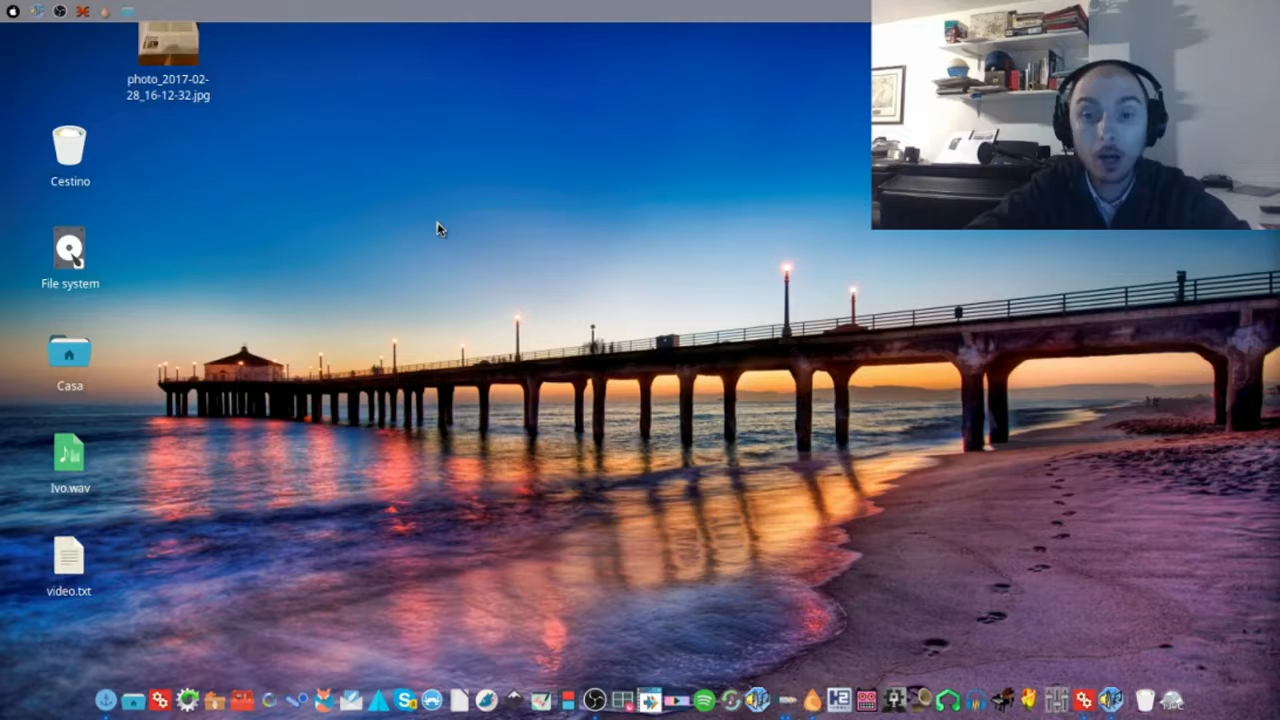 photo_2017-02-
28_16-12-32.jpg
Cestino
File system
Casa
Ivo.wav
video.txt